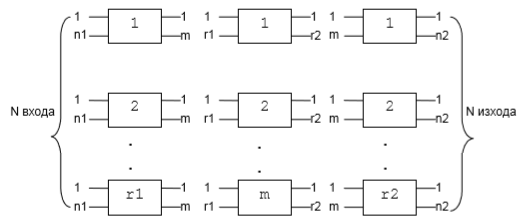 1 1 1 1 1 1 1 1 1
n1 m r1 r2 m n2
N входа N изхода
1 2 1 1 2 1 1 2 1
n1 m r1 r2 m n2
. . .
. . .
1 r1 1 1 m 1 1 r2 1
n1 m r1 r2 m n2